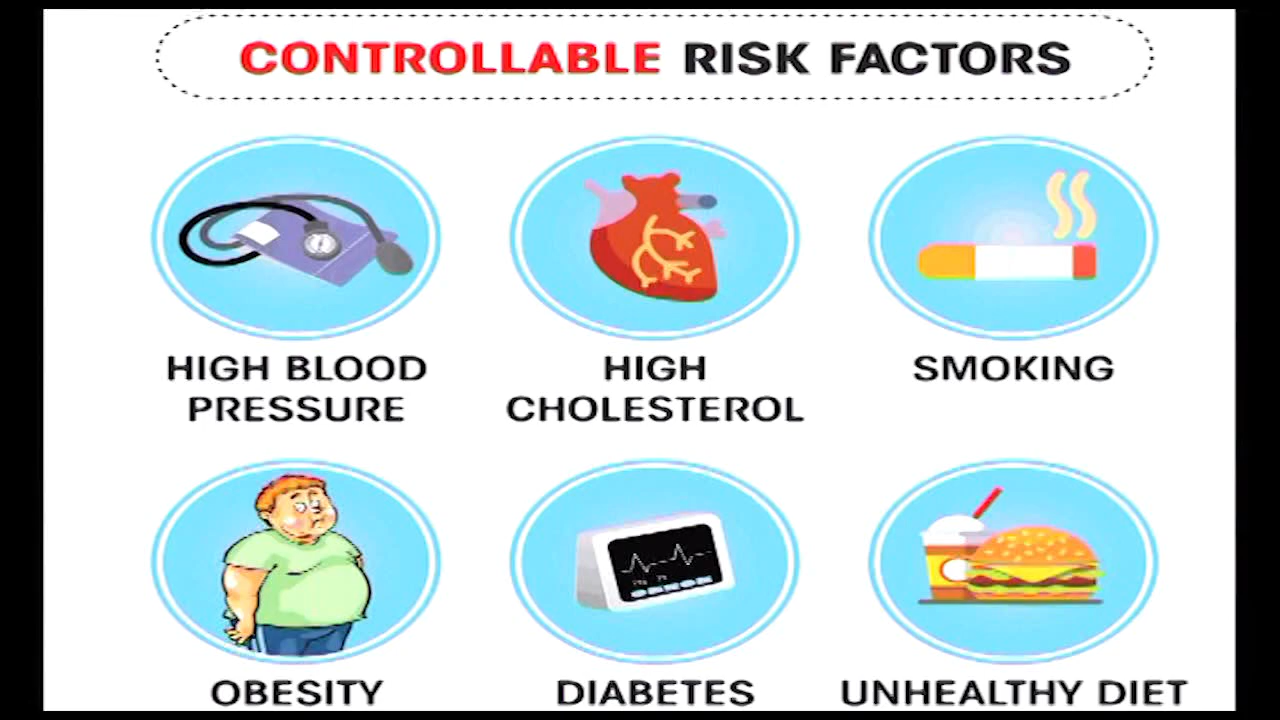 CONTROLLABLE RISK FACTORS
HIGH BLOOD
PRESSURE
HIGH
CHOLESTEROL
SMOKING
OBESITY
DIABETES
UNHEALTHY DIET